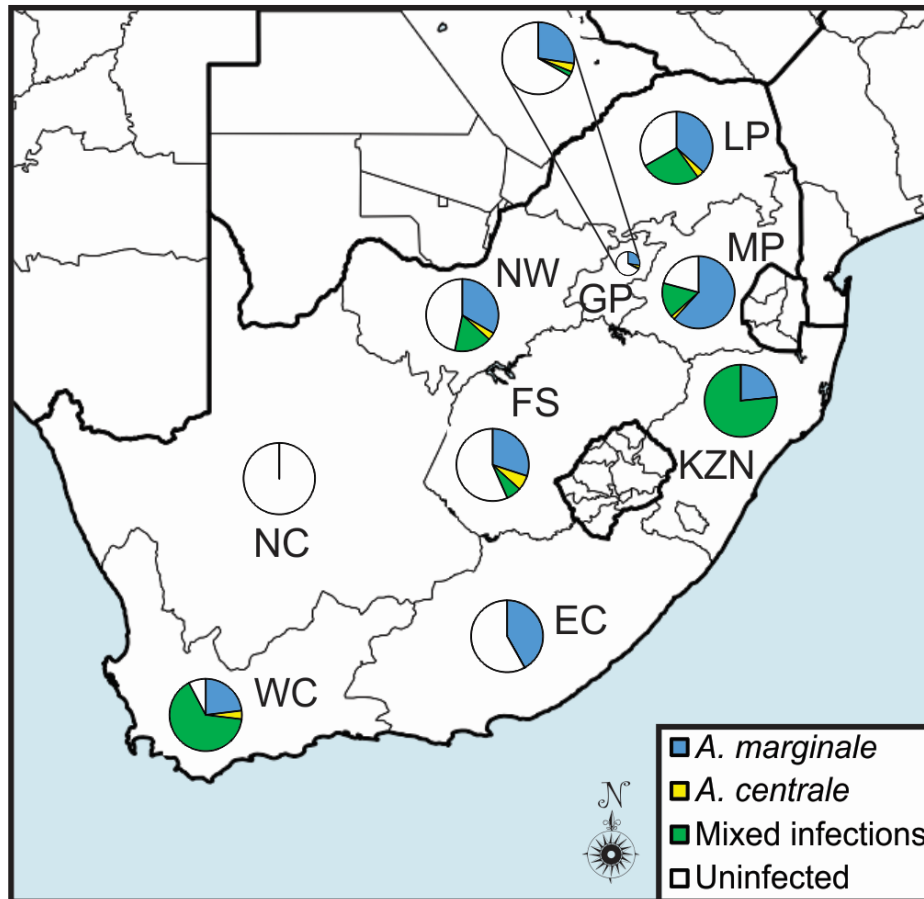 LP
MP
NW
GP
FS
KZN
NC
EC
WC
N
A. marginale
A. centrale
Mixed infections
Uninfected